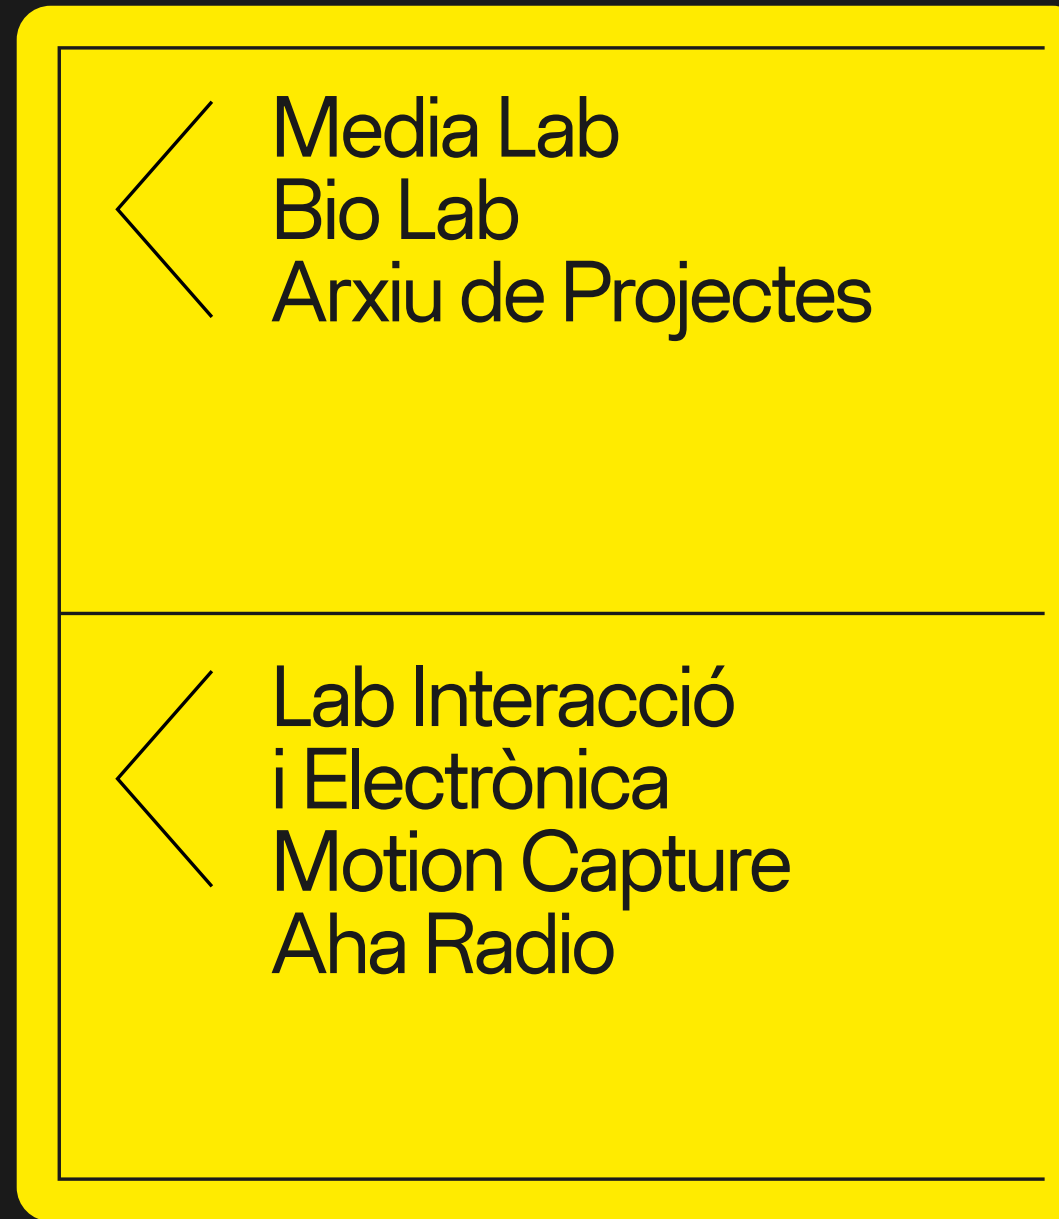 Media Lab
Bio Lab
Arxiu de Projectes
Lab Interacció
i Electrònica
Motion Capture
Aha Radio